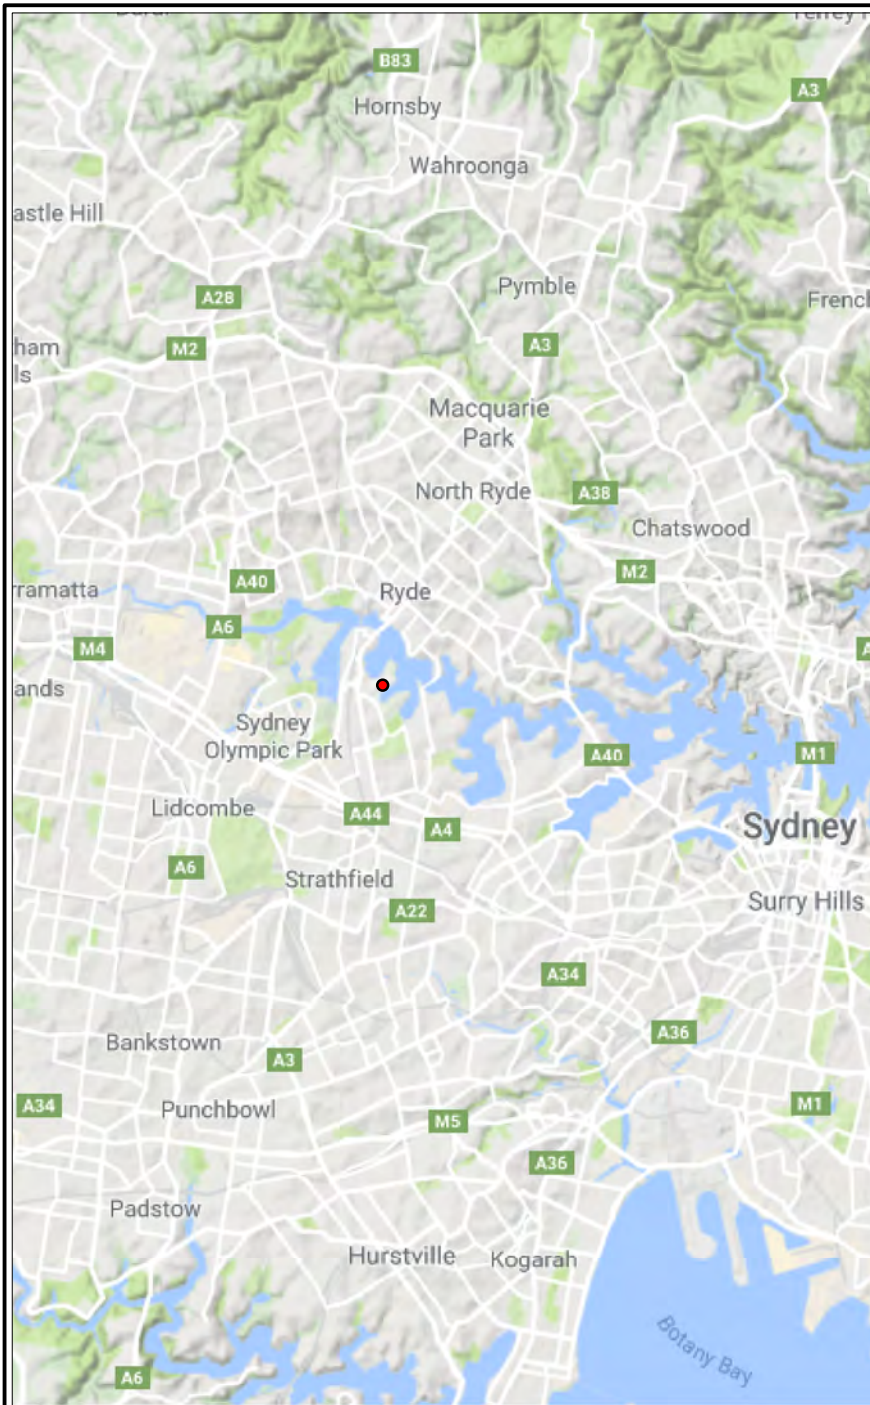 B83
A3
Hornsby
Wahroonga
astle Hill
Pymble
A28
French
A3
ham
ls
M2
Macquarie
Park
North Ryde
A38
Chatswood
M2
A40
rramatta
Ryde
A6
M4
ands
Sydney
Olympic Park
A40
M1
Lidcombe
A44
A4
Sydney
A6
Strathfield
Surry Hills
A22
A34
A36
Bankstown
A3
A34
Punchbowl
M5
M1
A36
Padstow
Hurstville
Kogarah
Botany Bay
A6